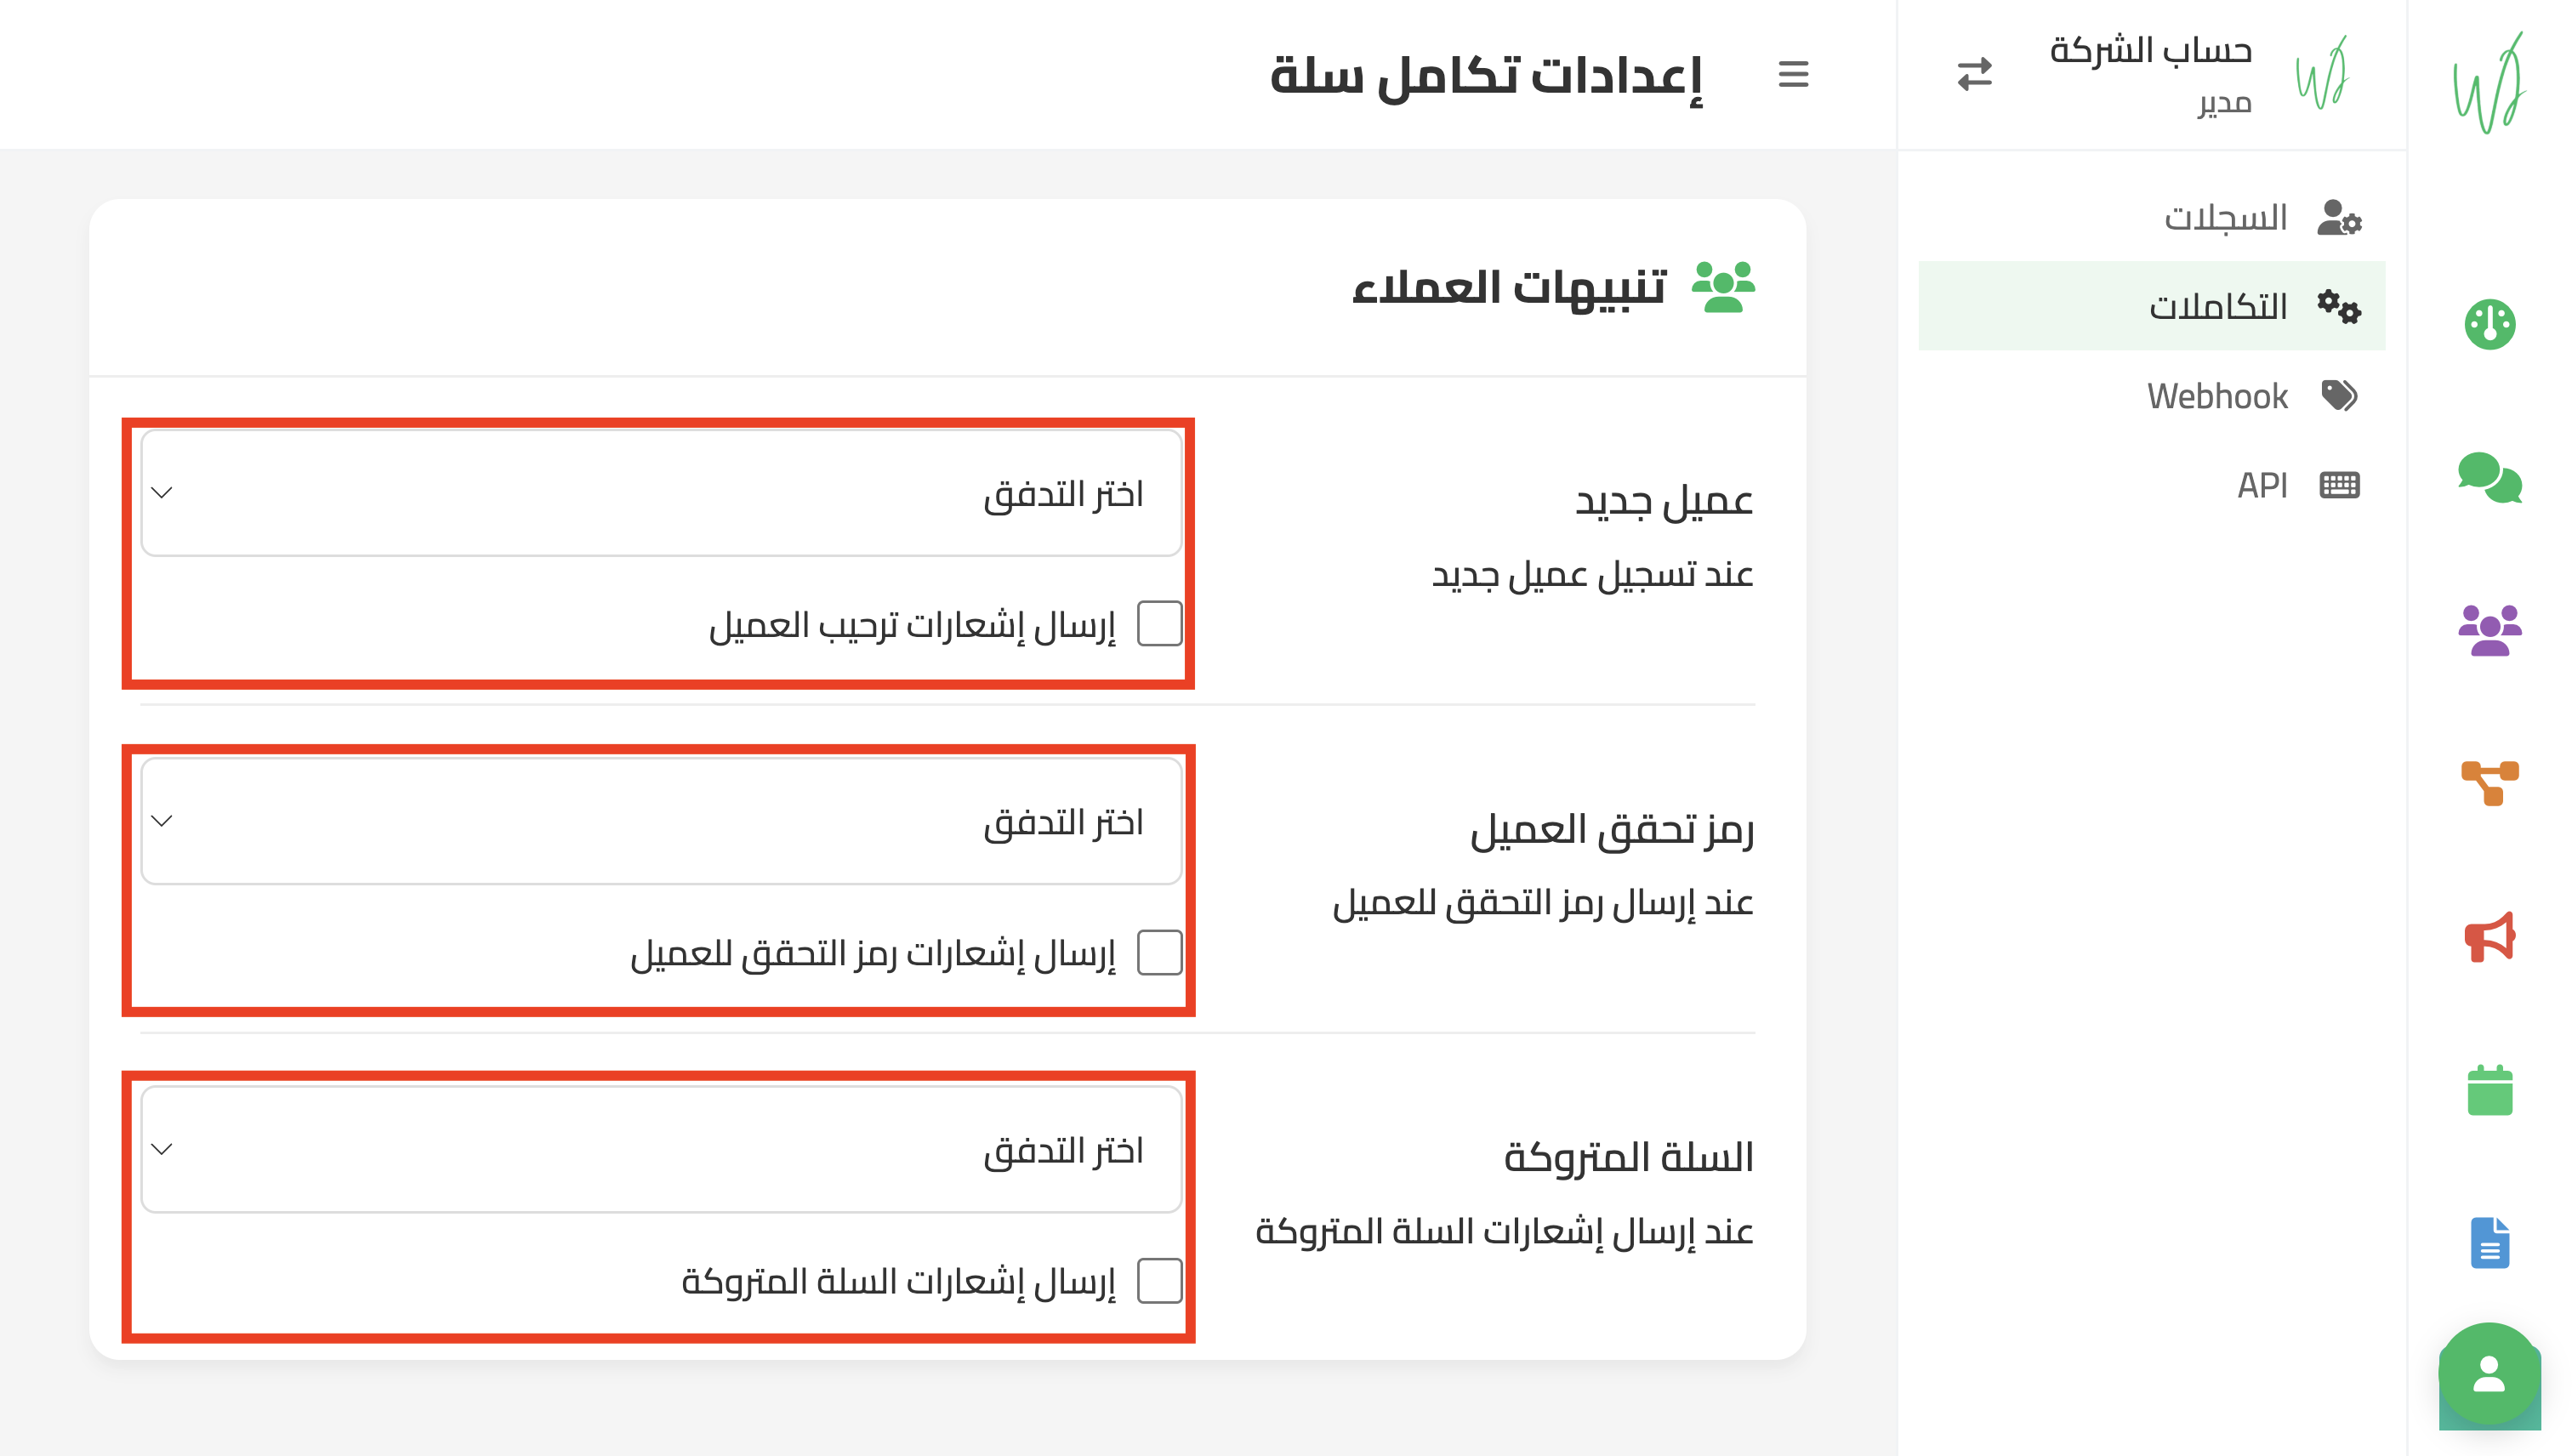 حساب الشركة
مدير
السجلات
التكاملات
Webhook
API
إعدادات تكامل سلة
تنبيهات العملاء
عميل جديد
عند تسجيل عميل جديد
اختر التدفق
إرسال إشعارات ترحيب العميل
رمز تحقق العميل
عند إرسال رمز التحقق للعميل
اختر التدفق
إرسال إشعارات رمز التحقق للعميل
السلة المتروكة
عند إرسال إشعارات السلة المتروكة
اختر التدفق
إرسال إشعارات السلة المتروكة